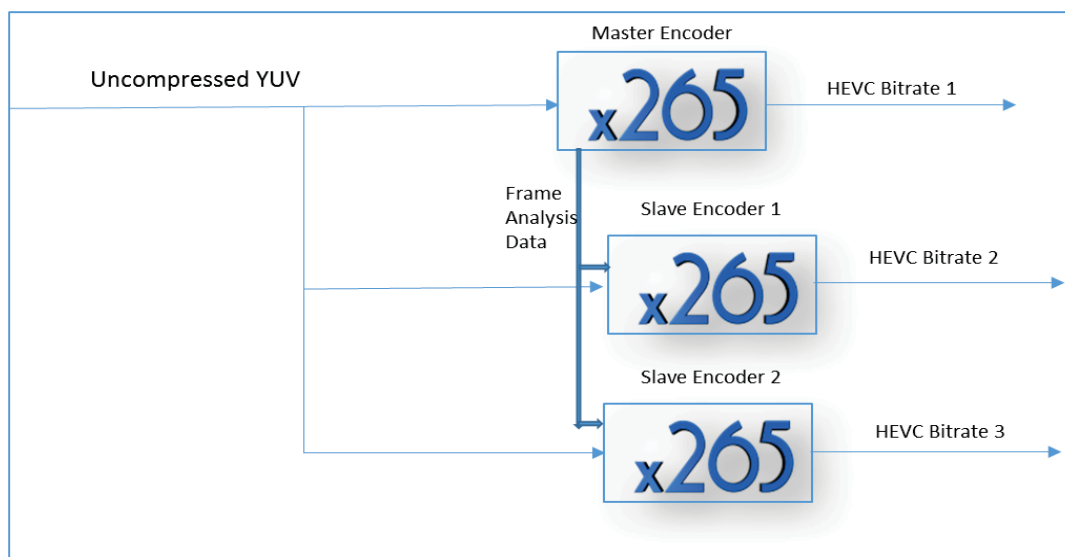 Master Encoder
Uncompressed YUV
x265
HEVC Bitrate 1
Frame
Analysis
Data
Slave Encoder 1
x265
HEVC Bitrate 2
Slave Encoder 2
x265
HEVC Bitrate 3